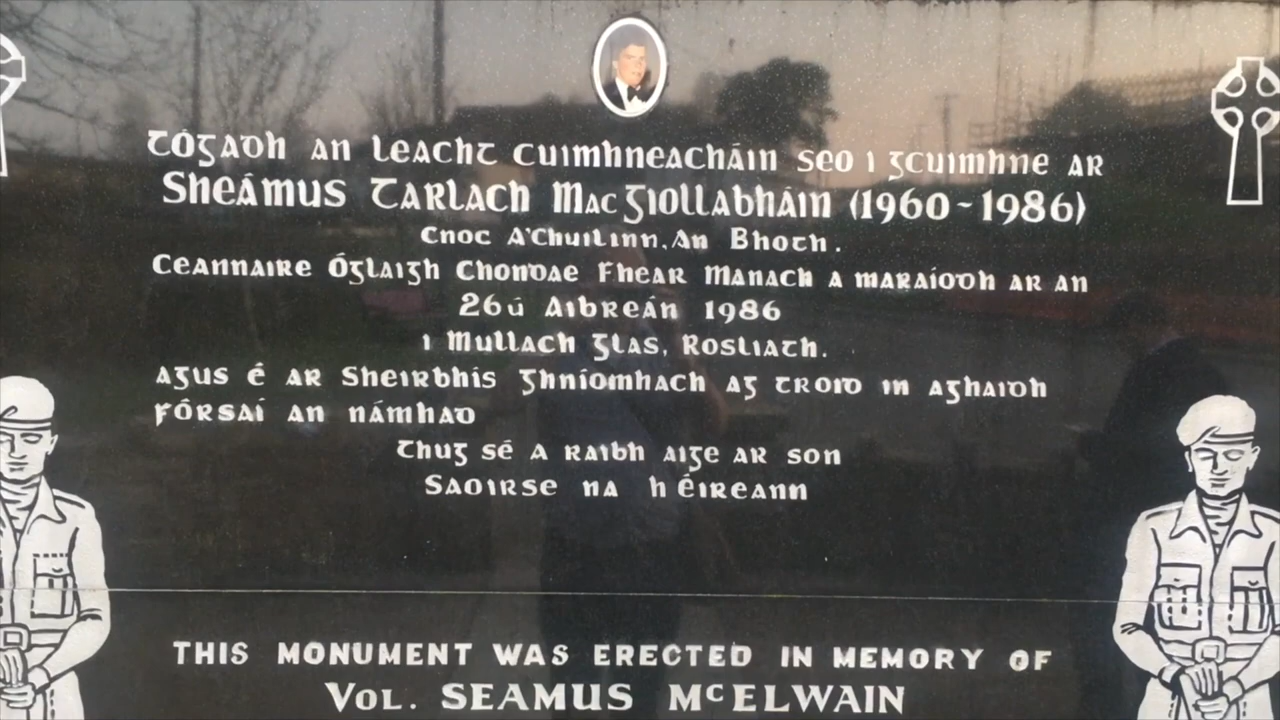 Tógadh an leacht cuimhneacháin seo i gcuimhne ar
Sheámus Tarlach MacGiollabháin (1960-1986)
Cnoc A'Chuilinn, An Bhoth.
Ceannaire Óglaigh Chondae Fhear Manach a maraíodh ar an
26ú Aibreán 1986
i Mullach Glas, Rosliath.
agus é ar Sheirbhís Ghníomhach ag troid in aghaidh
fórsaí an námhad
Thug sé a raibh aige ar son
Saoirse na h Éireann
THIS MONUMENT WAS ERECTED IN MEMORY OF
VOL. SEAMUS McELWAIN